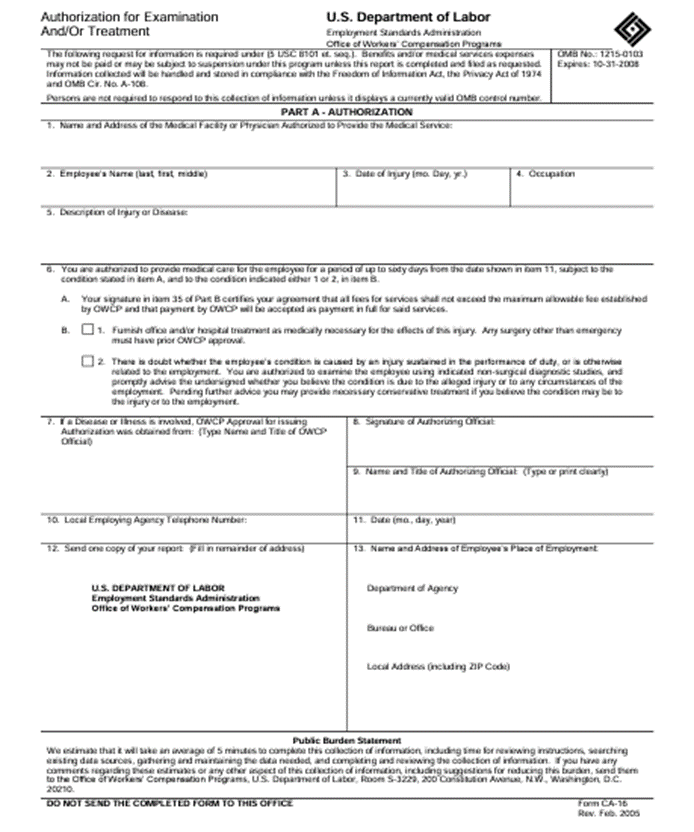 Authorization for Examination
And/Or Treatment
U.S. Department of Labor
Employment Standards Administration
Office of Workers' Compensation Programs
The following request for information is required under (5 USC 8101 et. seq.). Benefits and/or medical services expenses
may not be paid or may be subject to suspension under this program unless this report is completed and filed as requested.
Information collected will be handled and stored in compliance with the Freedom of Information Act, the Privacy Act of 1974
and OMB Cir. No. A-108.
Persons are not required to respond to this collection of information unless it displays a currently valid OMB control number.
OMB No.: 1215-0103
Expires: 10-31-2008
PART A - AUTHORIZATION
1. Name and Address of the Medical Facility or Physician Authorized to Provide the Medical Service:
2. Employee's Name (last, first, middle)
3. Date of Injury (mo. Day, yr.)
4. Occupation
5. Description of Injury or Disease:
6. You are authorized to provide medical care for the employee for a period of up to sixty days from the date shown in item 11, subject to the
condition stated in item A, and to the condition indicated either 1 or 2, in item B.
A. Your signature in item 35 of Part B certifies your agreement that all fees for services shall not exceed the maximum allowable fee established
by OWCP and that payment by OWCP will be accepted as payment in full for said services.
B. 1. Furnish office and/or hospital treatment as medically necessary for the effects of this injury. Any surgery other than emergency
must have prior OWCP approval.
2. There is doubt whether the employee's condition is caused by an injury sustained in the performance of duty, or is otherwise
related to the employment. You are authorized to examine the employee using indicated non-surgical diagnostic studies, and
promptly advise the undersigned whether you believe the condition is due to the alleged injury or to any circumstances of the
employment. Pending further advice you may provide necessary conservative treatment if you believe the condition may be to
the injury or to the employment.
7. If a Disease or Illness is involved, OWCP Approval for issuing
Authorization was obtained from: (Type Name and Title of OWCP
Official)
8. Signature of Authorizing Official:
9. Name and Title of Authorizing Official: (Type or print clearly)
10. Local Employing Agency Telephone Number:
11. Date (mo., day, year)
12. Send one copy of your report: (Fill in remainder of address)
U.S. DEPARTMENT OF LABOR
Employment Standards Administration
Office of Workers' Compensation Programs
13. Name and Address of Employee's Place of Employment
Department of Agency
Bureau or Office
Local Address (including ZIP Code)
Public Burden Statement
We estimate that it will take an average of 5 minutes to complete this collection of information, including time for reviewing instructions, searching
existing data sources, gathering and maintaining the data needed, and completing and reviewing the collection of information. If you have any
comments regarding these estimates or any other aspect of this collection of information, including suggestions for reducing this burden, send them
to the Office of Workers' Compensation Programs, U.S. Department of Labor, Room S-3229, 200 Constitution Avenue, N.W., Washington, D.C.
20210.
DO NOT SEND THE COMPLETED FORM TO THIS OFFICE
Form CA-16
Rev. Feb. 2005